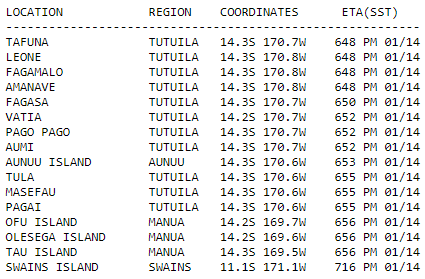 LOCATION REGION COORDINATES ETA(SST)
TAFUNA TUTUILA 14.3S 170.7W 648 PM 01/14
LEONE TUTUILA 14.3S 170.8W 648 PM 01/14
FAGAMALO TUTUILA 14.3S 170.8W 648 PM 01/14
AMANAVE TUTUILA 14.3S 170.8W 648 PM 01/14
FAGASA TUTUILA 14.3S 170.7W 650 PM 01/14
VATIA TUTUILA 14.2S 170.7W 652 PM 01/14
PAGO PAGO TUTUILA 14.3S 170.7W 652 PM 01/14
AUMI TUTUILA 14.3S 170.7W 652 PM 01/14
AUNUU ISLAND AUNUU 14.3S 170.6W 653 PM 01/14
TULA TUTUILA 14.3S 170.6W 655 PM 01/14
MASEFAU TUTUILA 14.3S 170.6W 655 PM 01/14
PAGAI TUTUILA 14.3S 170.6W 655 PM 01/14
OFU ISLAND MANUA 14.2S 169.7W 656 PM 01/14
OLESEGA ISLAND MANUA 14.2S 169.6W 656 PM 01/14
TAU ISLAND MANUA 14.3S 169.5W 656 PM 01/14
SWAINS ISLAND SWAINS 11.1S 171.1W 716 PM 01/14